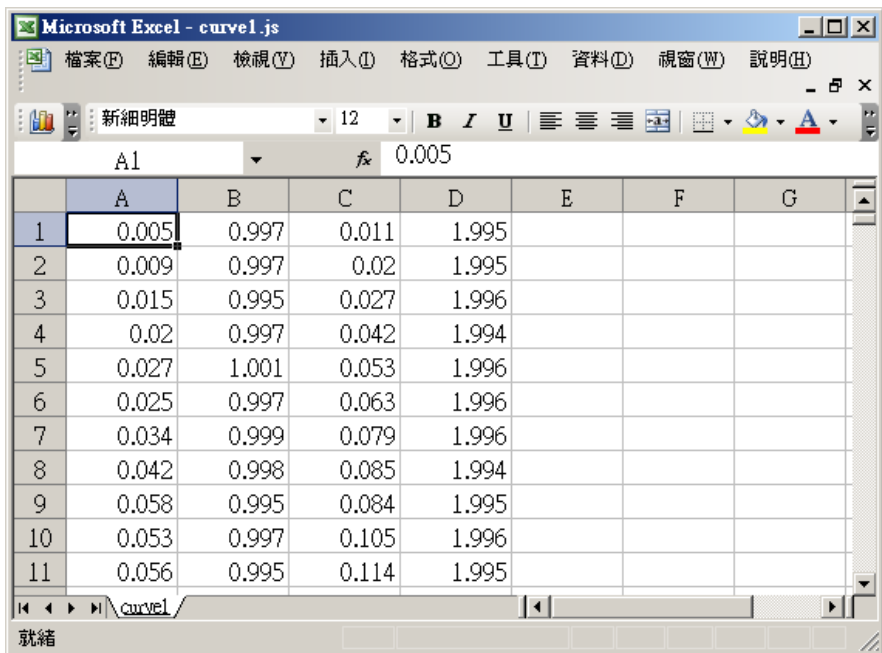 Microsoft Excel - curve1.js
檔案(F) 編輯(E) 檢視(V) 插入(I) 格式(O) 工具(T) 資料(D) 視窗(W) 說明(H)
新細明體 12 B I U A
A1 fx 0.005
A B C D E F G
1 0.005 0.997 0.011 1.995
2 0.009 0.997 0.02 1.995
3 0.015 0.995 0.027 1.996
4 0.02 0.997 0.042 1.994
5 0.027 1.001 0.053 1.996
6 0.025 0.997 0.063 1.996
7 0.034 0.999 0.079 1.996
8 0.042 0.998 0.085 1.994
9 0.058 0.995 0.084 1.995
10 0.053 0.997 0.105 1.996
11 0.056 0.995 0.114 1.995
curve1
就緒